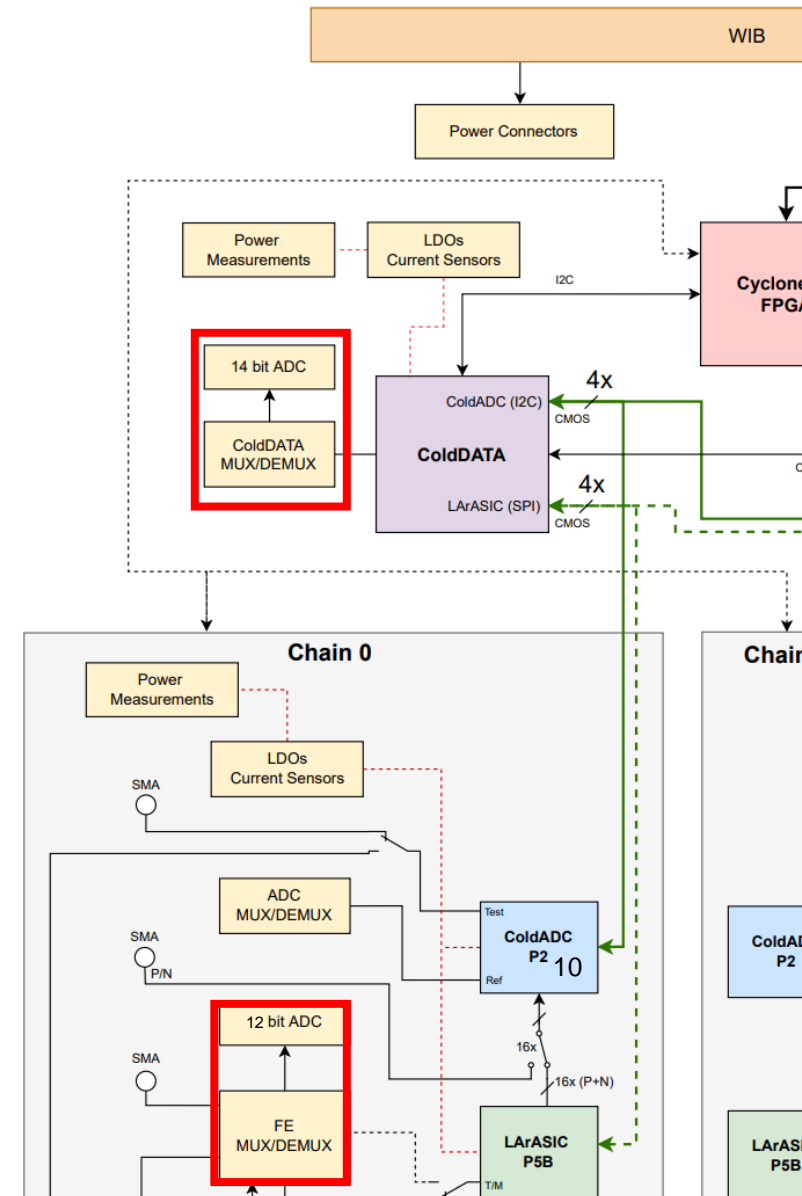 WIB
Power Connectors
Power
Measurements
LDOs
Current Sensors
I2C
Cyclone
FPGA
14 bit ADC
ColdDATA
MUX/DEMUX
ColdADC (I2C)
4x
CMOS
ColdDATA
4x
LArASIC (SPI)
CMOS
Chain 0
Chain
Power
Measurements
LDOs
Current Sensors
SMA
ADC
MUX/DEMUX
Test
ColdADC
P2
10
Ref
SMA
P/N
ColdAD
P2
12 bit ADC
16x
SMA
16x (P+N)
FE
MUX/DEMUX
LArASIC
P5B
T/M
LArASI
P5B